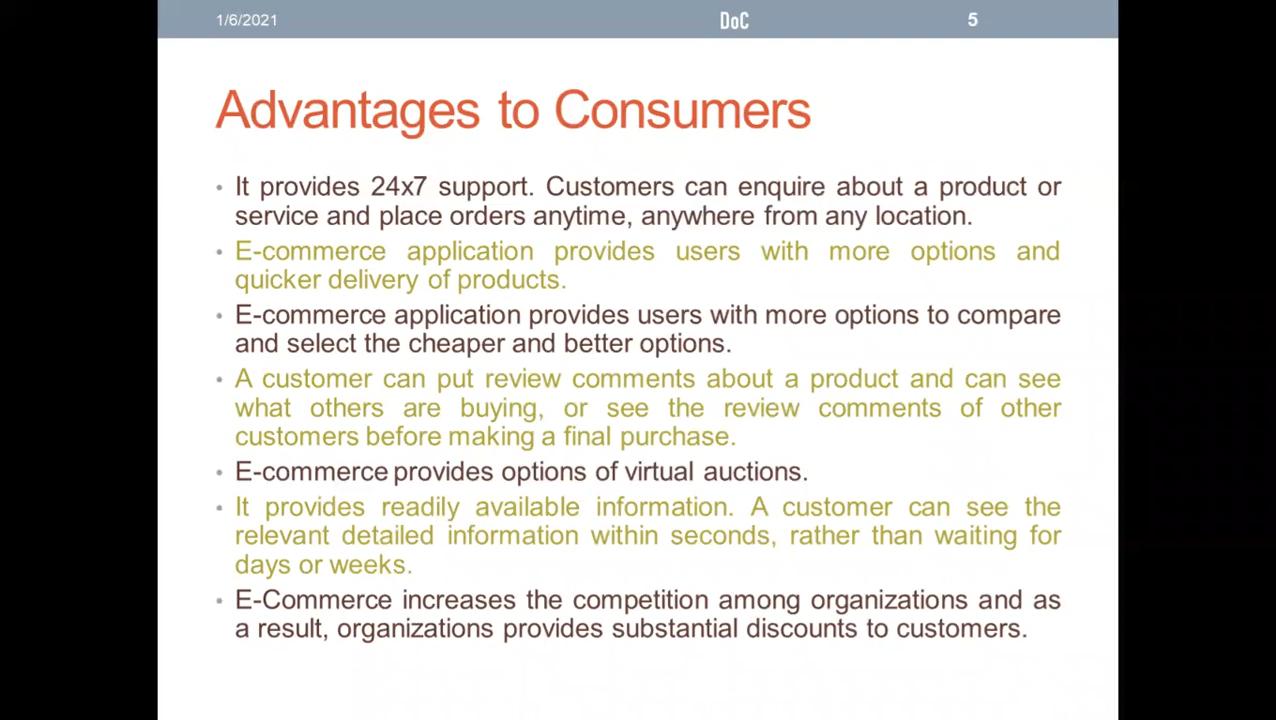 1/6/2021 DoC 5
Advantages to Consumers
• It provides 24x7 support. Customers can enquire about a product or
service and place orders anytime, anywhere from any location.
• E-commerce application provides users with more options and
quicker delivery of products.
• E-commerce application provides users with more options to compare
and select the cheaper and better options.
• A customer can put review comments about a product and can see
what others are buying, or see the review comments of other
customers before making a final purchase.
• E-commerce provides options of virtual auctions.
• It provides readily available information. A customer can see the
relevant detailed information within seconds, rather than waiting for
days or weeks.
• E-Commerce increases the competition among organizations and as
a result, organizations provides substantial discounts to customers.